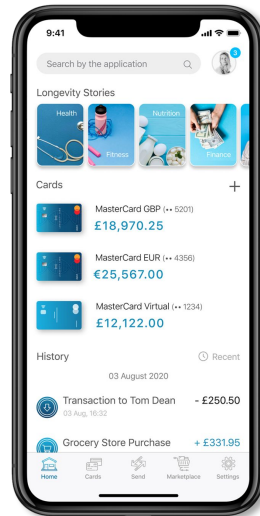 9:41
3
Search by the application
Longevity Stories
Health
Fitness
Nutrition
Finance
Cards
+
MasterCard GBP (•• 5201)
£18,970.25
MasterCard EUR (•• 4356)
€25,567.00
MasterCard Virtual (•• 1234)
£12,122.00
History
Recent
03 August 2020
Transaction to Tom Dean - £250.50
03 Aug, 16:32
Grocery Store Purchase + £331.95
Home Cards Send Marketplace Settings